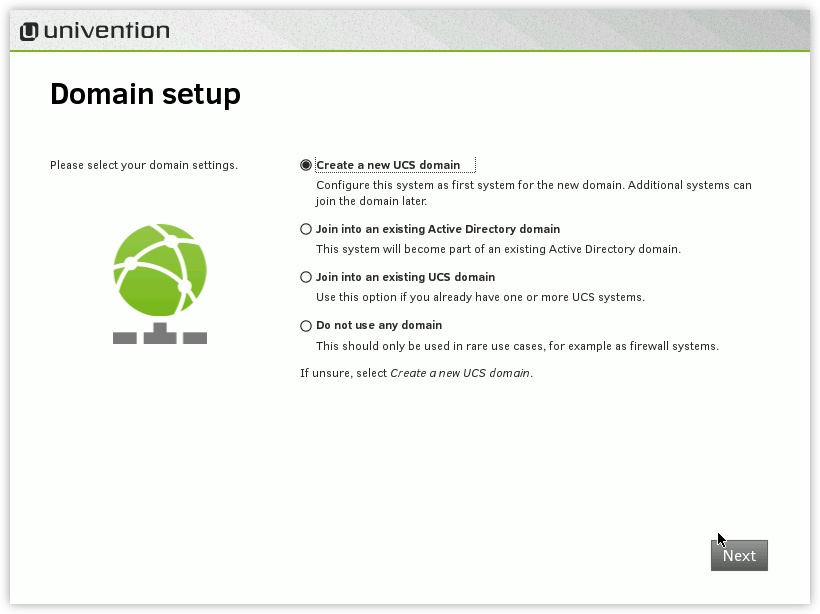 univention
Domain setup
Please select your domain settings.
Create a new UCS domain
Configure this system as first system for the new domain. Additional systems can
join the domain later.
Join into an existing Active Directory domain
This system will become part of an existing Active Directory domain.
Join into an existing UCS domain
Use this option if you already have one or more UCS systems.
Do not use any domain
This should only be used in rare use cases, for example as firewall systems.
If unsure, select Create a new UCS domain.
Next